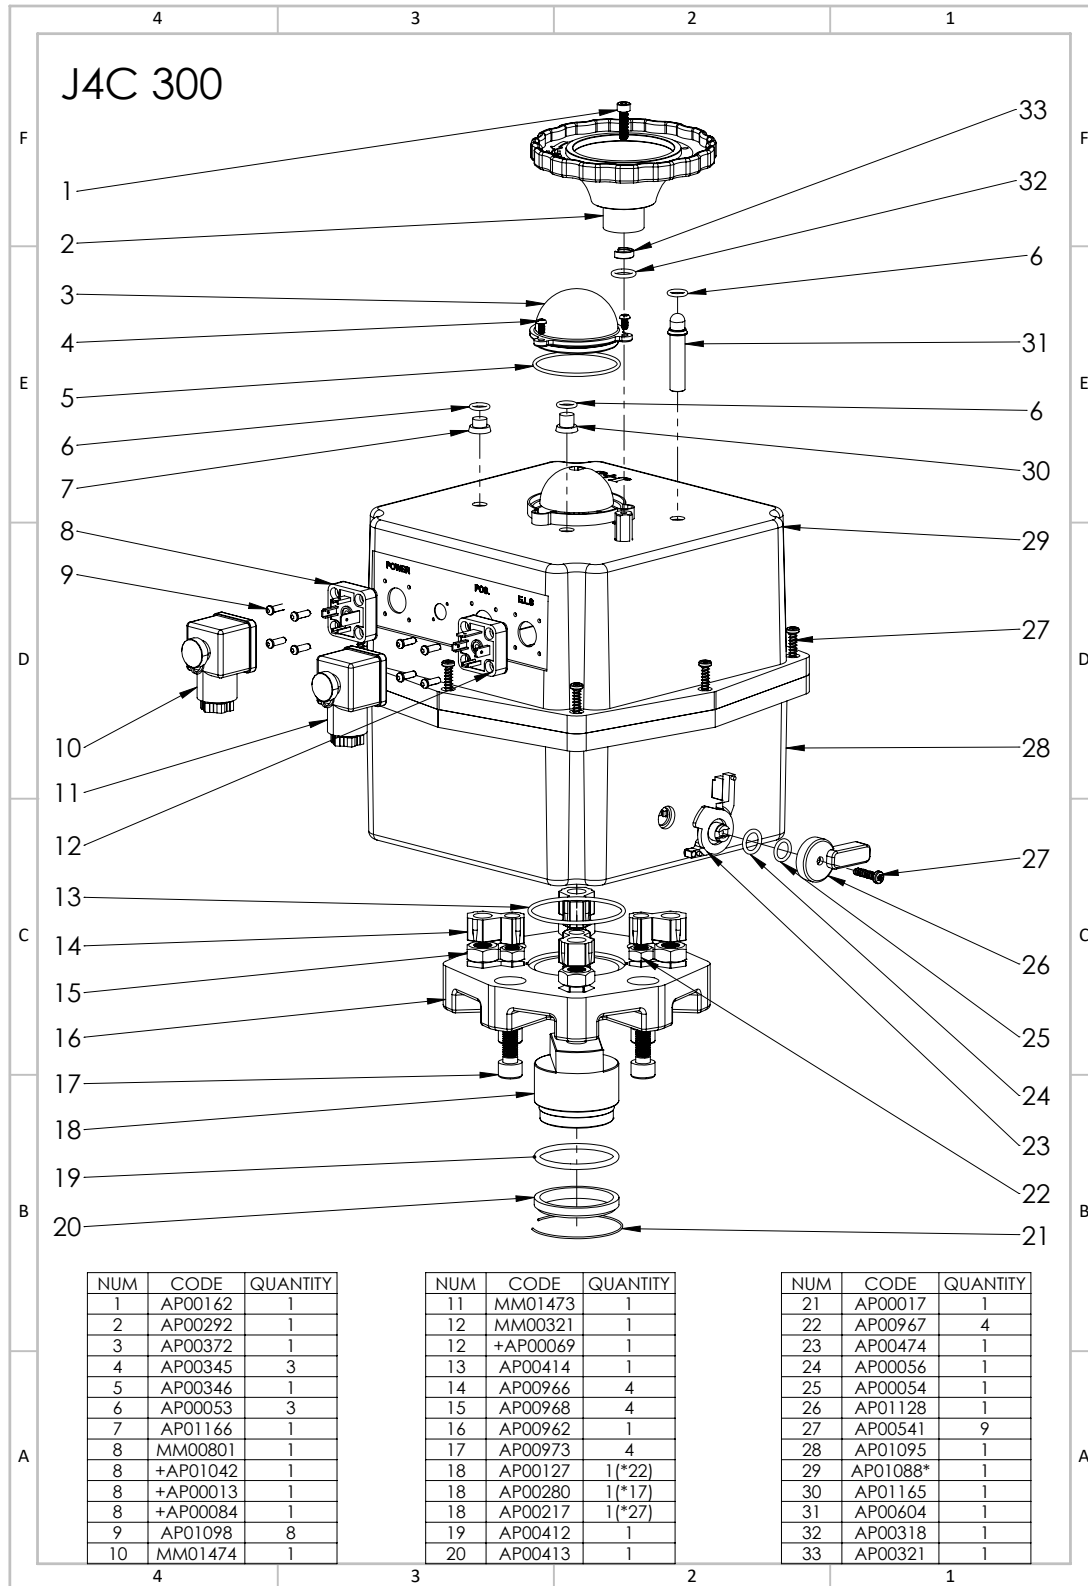 4 3 2 1
J4C 300
F F
1
33
2
32
3
6
4
31
E E
5
6
6
30
7
8
29
9
POWER
POS.
E.L.S
27
D D
10
28
11
12
27
13
C C
14
26
15
25
16
24
17
23
18
22
19
B B
20
21
NUM CODE QUANTITY
1 AP00162 1
2 AP00292 1
3 AP00372 1
4 AP00345 3
5 AP00346 1
6 AP00053 3
7 AP01166 1
8 MM00801 1
8 +AP01042 1
8 +AP00013 1
8 +AP00084 1
9 AP01098 8
10 MM01474 1
NUM CODE QUANTITY
11 MM01473 1
12 MM00321 1
12 +AP00069 1
13 AP00414 1
14 AP00966 4
15 AP00968 4
16 AP00962 1
17 AP00973 4
18 AP00127 1(*22)
18 AP00280 1(*17)
18 AP00217 1(*27)
19 AP00412 1
20 AP00413 1
NUM CODE QUANTITY
21 AP00017 1
22 AP00967 4
23 AP00474 1
24 AP00056 1
25 AP00054 1
26 AP01128 1
27 AP00541 9
28 AP01095 1
29 AP01088* 1
30 AP01165 1
31 AP00604 1
32 AP00318 1
33 AP00321 1
A A
4 3 2 1